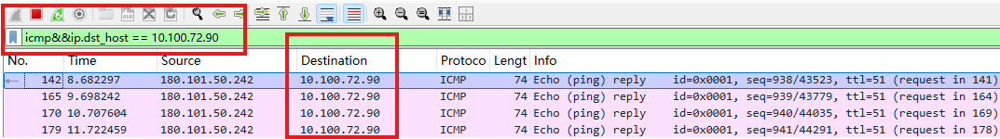 icmp&&ip.dst_host == 10.100.72.90
No. Time Source Destination Protoco Lengt Info
142 8.682297 180.101.50.242 10.100.72.90 ICMP 74 Echo (ping) reply id=0x0001, seq=938/43523, ttl=51 (request in 141)
165 9.698242 180.101.50.242 10.100.72.90 ICMP 74 Echo (ping) reply id=0x0001, seq=939/43779, ttl=51 (request in 164)
170 10.707604 180.101.50.242 10.100.72.90 ICMP 74 Echo (ping) reply id=0x0001, seq=940/44035, ttl=51 (request in 169)
179 11.722459 180.101.50.242 10.100.72.90 ICMP 74 Echo (ping) reply id=0x0001, seq=941/44291, ttl=51 (request in 178)